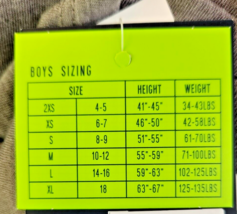 BOYS SIZING
SIZE HEIGHT WEIGHT
2XS 4-5 41"-45" 34-43LBS
XS 6-7 46"-50" 42-58LBS
S 8-9 51"-55" 61-70LBS
M 10-12 55"-59" 71-100LBS
L 14-16 59"-63" 102-125LBS
XL 18 63"-67" 125-135LBS